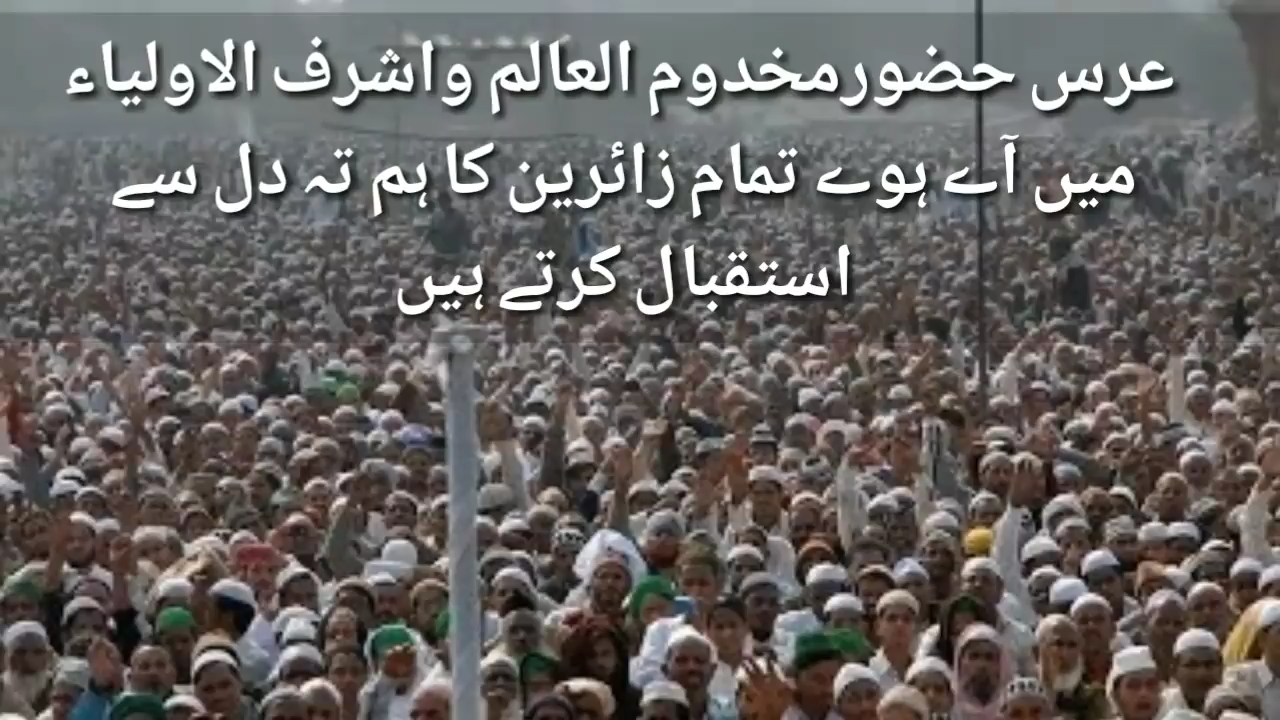 عرس حضورمخدوم العالم واشرف الاولیاء
میں آے ہوے تمام زائرین کا ہم تہ دل سے
استقبال کرتے ہیں